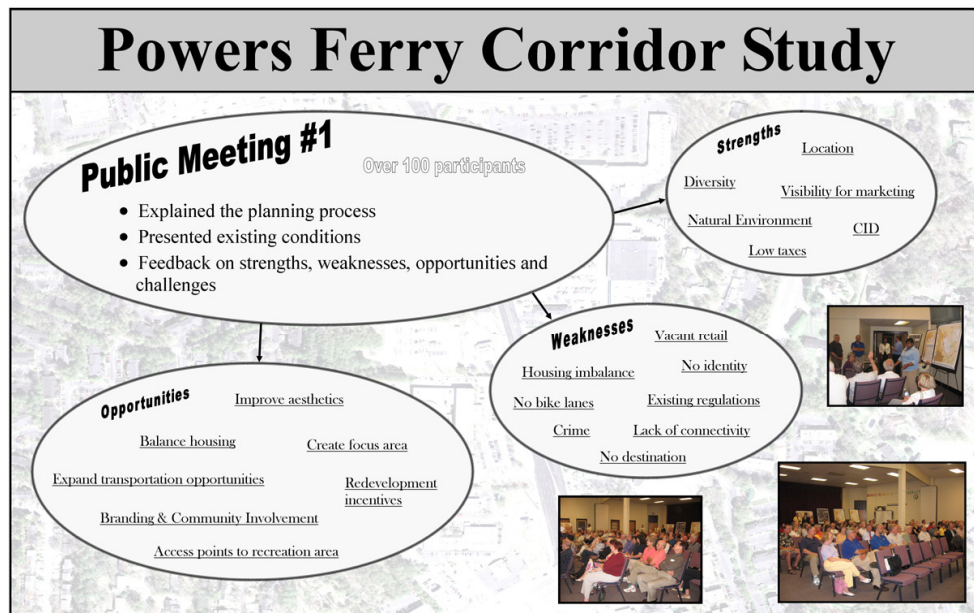 Powers Ferry Corridor Study
Public Meeting #1
Over 100 participants
• Explained the planning process
• Presented existing conditions
• Feedback on strengths, weaknesses, opportunities and
challenges
Strengths
Location
Diversity
Visibility for marketing
Natural Environment
CID
Low taxes
Weaknesses
Vacant retail
Housing imbalance
No identity
No bike lanes
Existing regulations
Crime
Lack of connectivity
No destination
Opportunities
Improve aesthetics
Balance housing
Create focus area
Expand transportation opportunities
Redevelopment
incentives
Branding & Community Involvement
Access points to recreation area